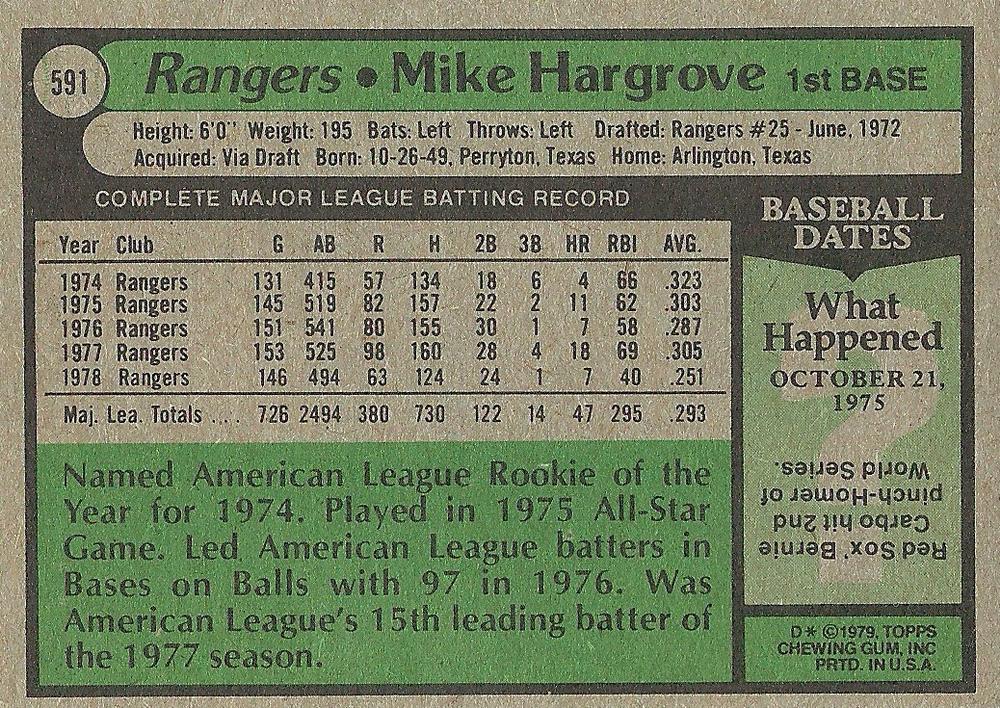 591
Rangers • Mike Hargrove 1st BASE
Height: 6'0" Weight: 195 Bats: Left Throws: Left Drafted: Rangers #25 - June, 1972
Acquired: Via Draft Born: 10-26-49, Perryton, Texas Home: Arlington, Texas
COMPLETE MAJOR LEAGUE BATTING RECORD
Year Club G AB R H 2B 3B HR RBI AVG.
1974 Rangers 131 415 57 134 18 6 4 66 .323
1975 Rangers 145 519 82 157 22 2 11 62 .303
1976 Rangers 151 541 80 155 30 1 7 58 .287
1977 Rangers 153 525 98 160 28 4 18 69 .305
1978 Rangers 146 494 63 124 24 1 7 40 .251
Maj. Lea. Totals .... 726 2494 380 730 122 14 47 295 .293
Named American League Rookie of the
Year for 1974. Played in 1975 All-Star
Game. Led American League batters in
Bases on Balls with 97 in 1976. Was
American League's 15th leading batter of
the 1977 season.
BASEBALL
DATES
What
Happened
OCTOBER 21,
1975
?
Red Sox' Bernie
Carbo hit 2nd
pinch-Homer of
World Series.
D* ©1979, TOPPS
CHEWING GUM, INC
PRTD. IN U.S.A.